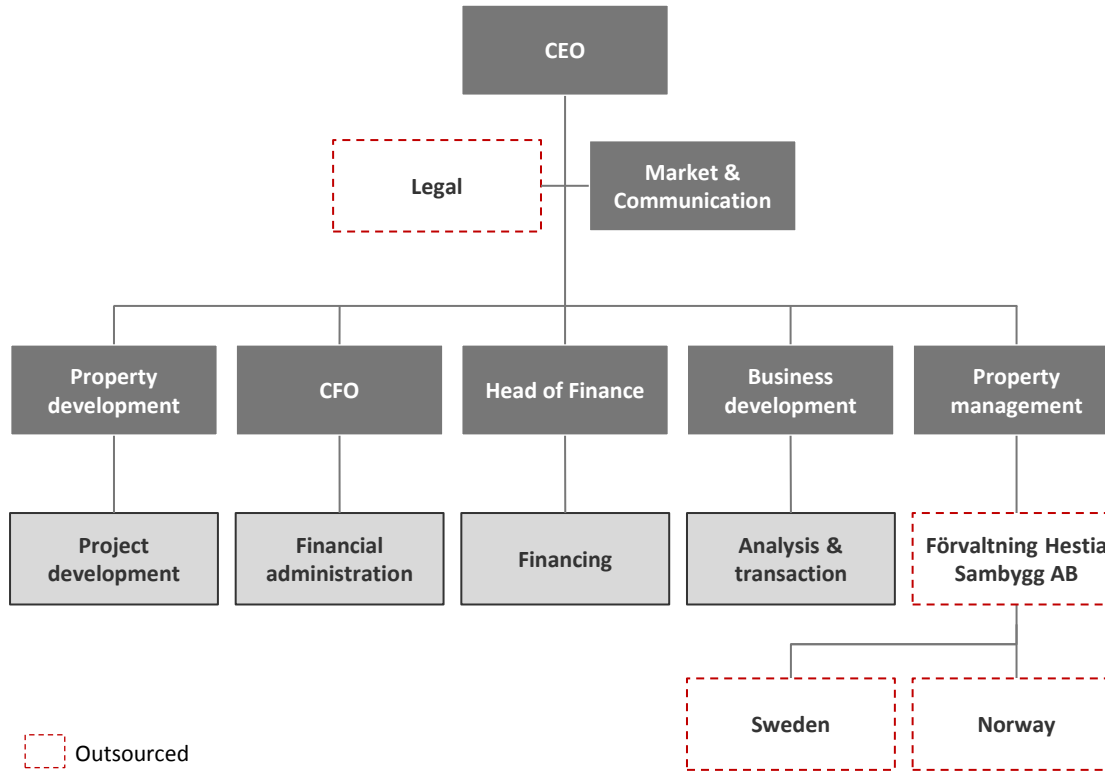 CEO
Legal
Market &
Communication
Property
development
CFO
Head of Finance
Business
development
Property
management
Project
development
Financial
administration
Financing
Analysis &
transaction
Förvaltning Hestia
Sambygg AB
Sweden
Norway
Outsourced